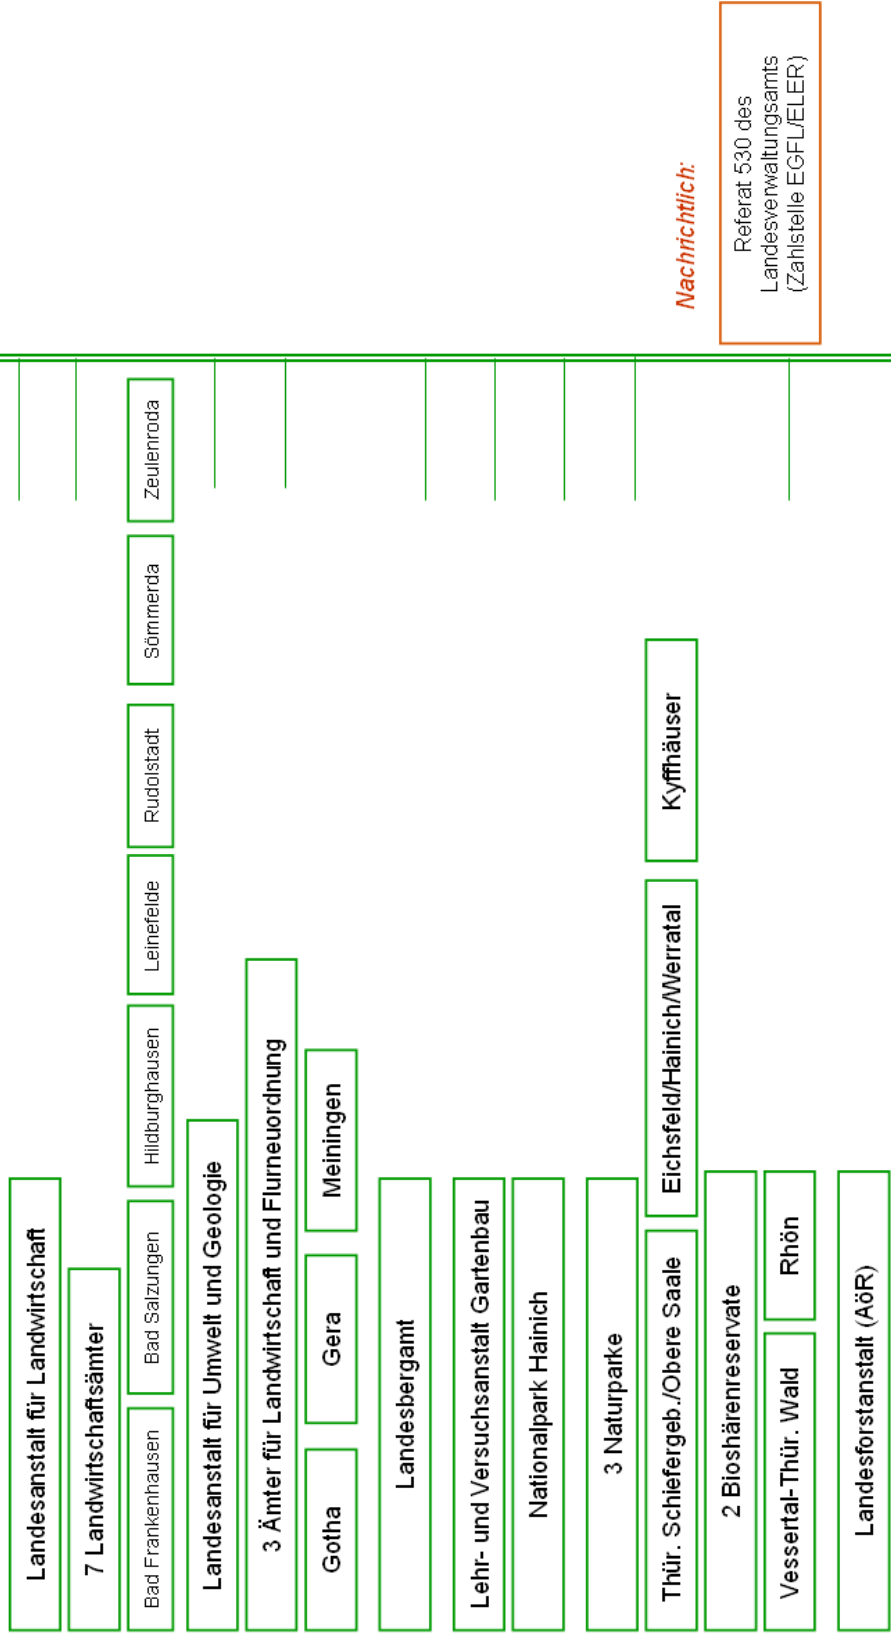 Landesanstalt für Landwirtschaft
7 Landwirtschaftsämter
Bad Frankenhausen
Bad Salzungen
Hildburghausen
Leinefelde
Rudolstadt
Sömmerda
Zeulenroda
Landesanstalt für Umwelt und Geologie
3 Ämter für Landwirtschaft und Flurneuordnung
Gotha
Gera
Meiningen
Landesbergamt
Lehr- und Versuchsanstalt Gartenbau
Nationalpark Hainich
3 Naturparke
Thür. Schiefergeb./Obere Saale
Eichsfeld/Hainich/Werratal
Kyffhäuser
2 Bioshärenreservate
Vessertal-Thür. Wald
Rhön
Landesforstanstalt (AöR)
Nachrichtlich:
Referat 530 des
Landesverwaltungsamts
(Zahlstelle EGFL/ELER)